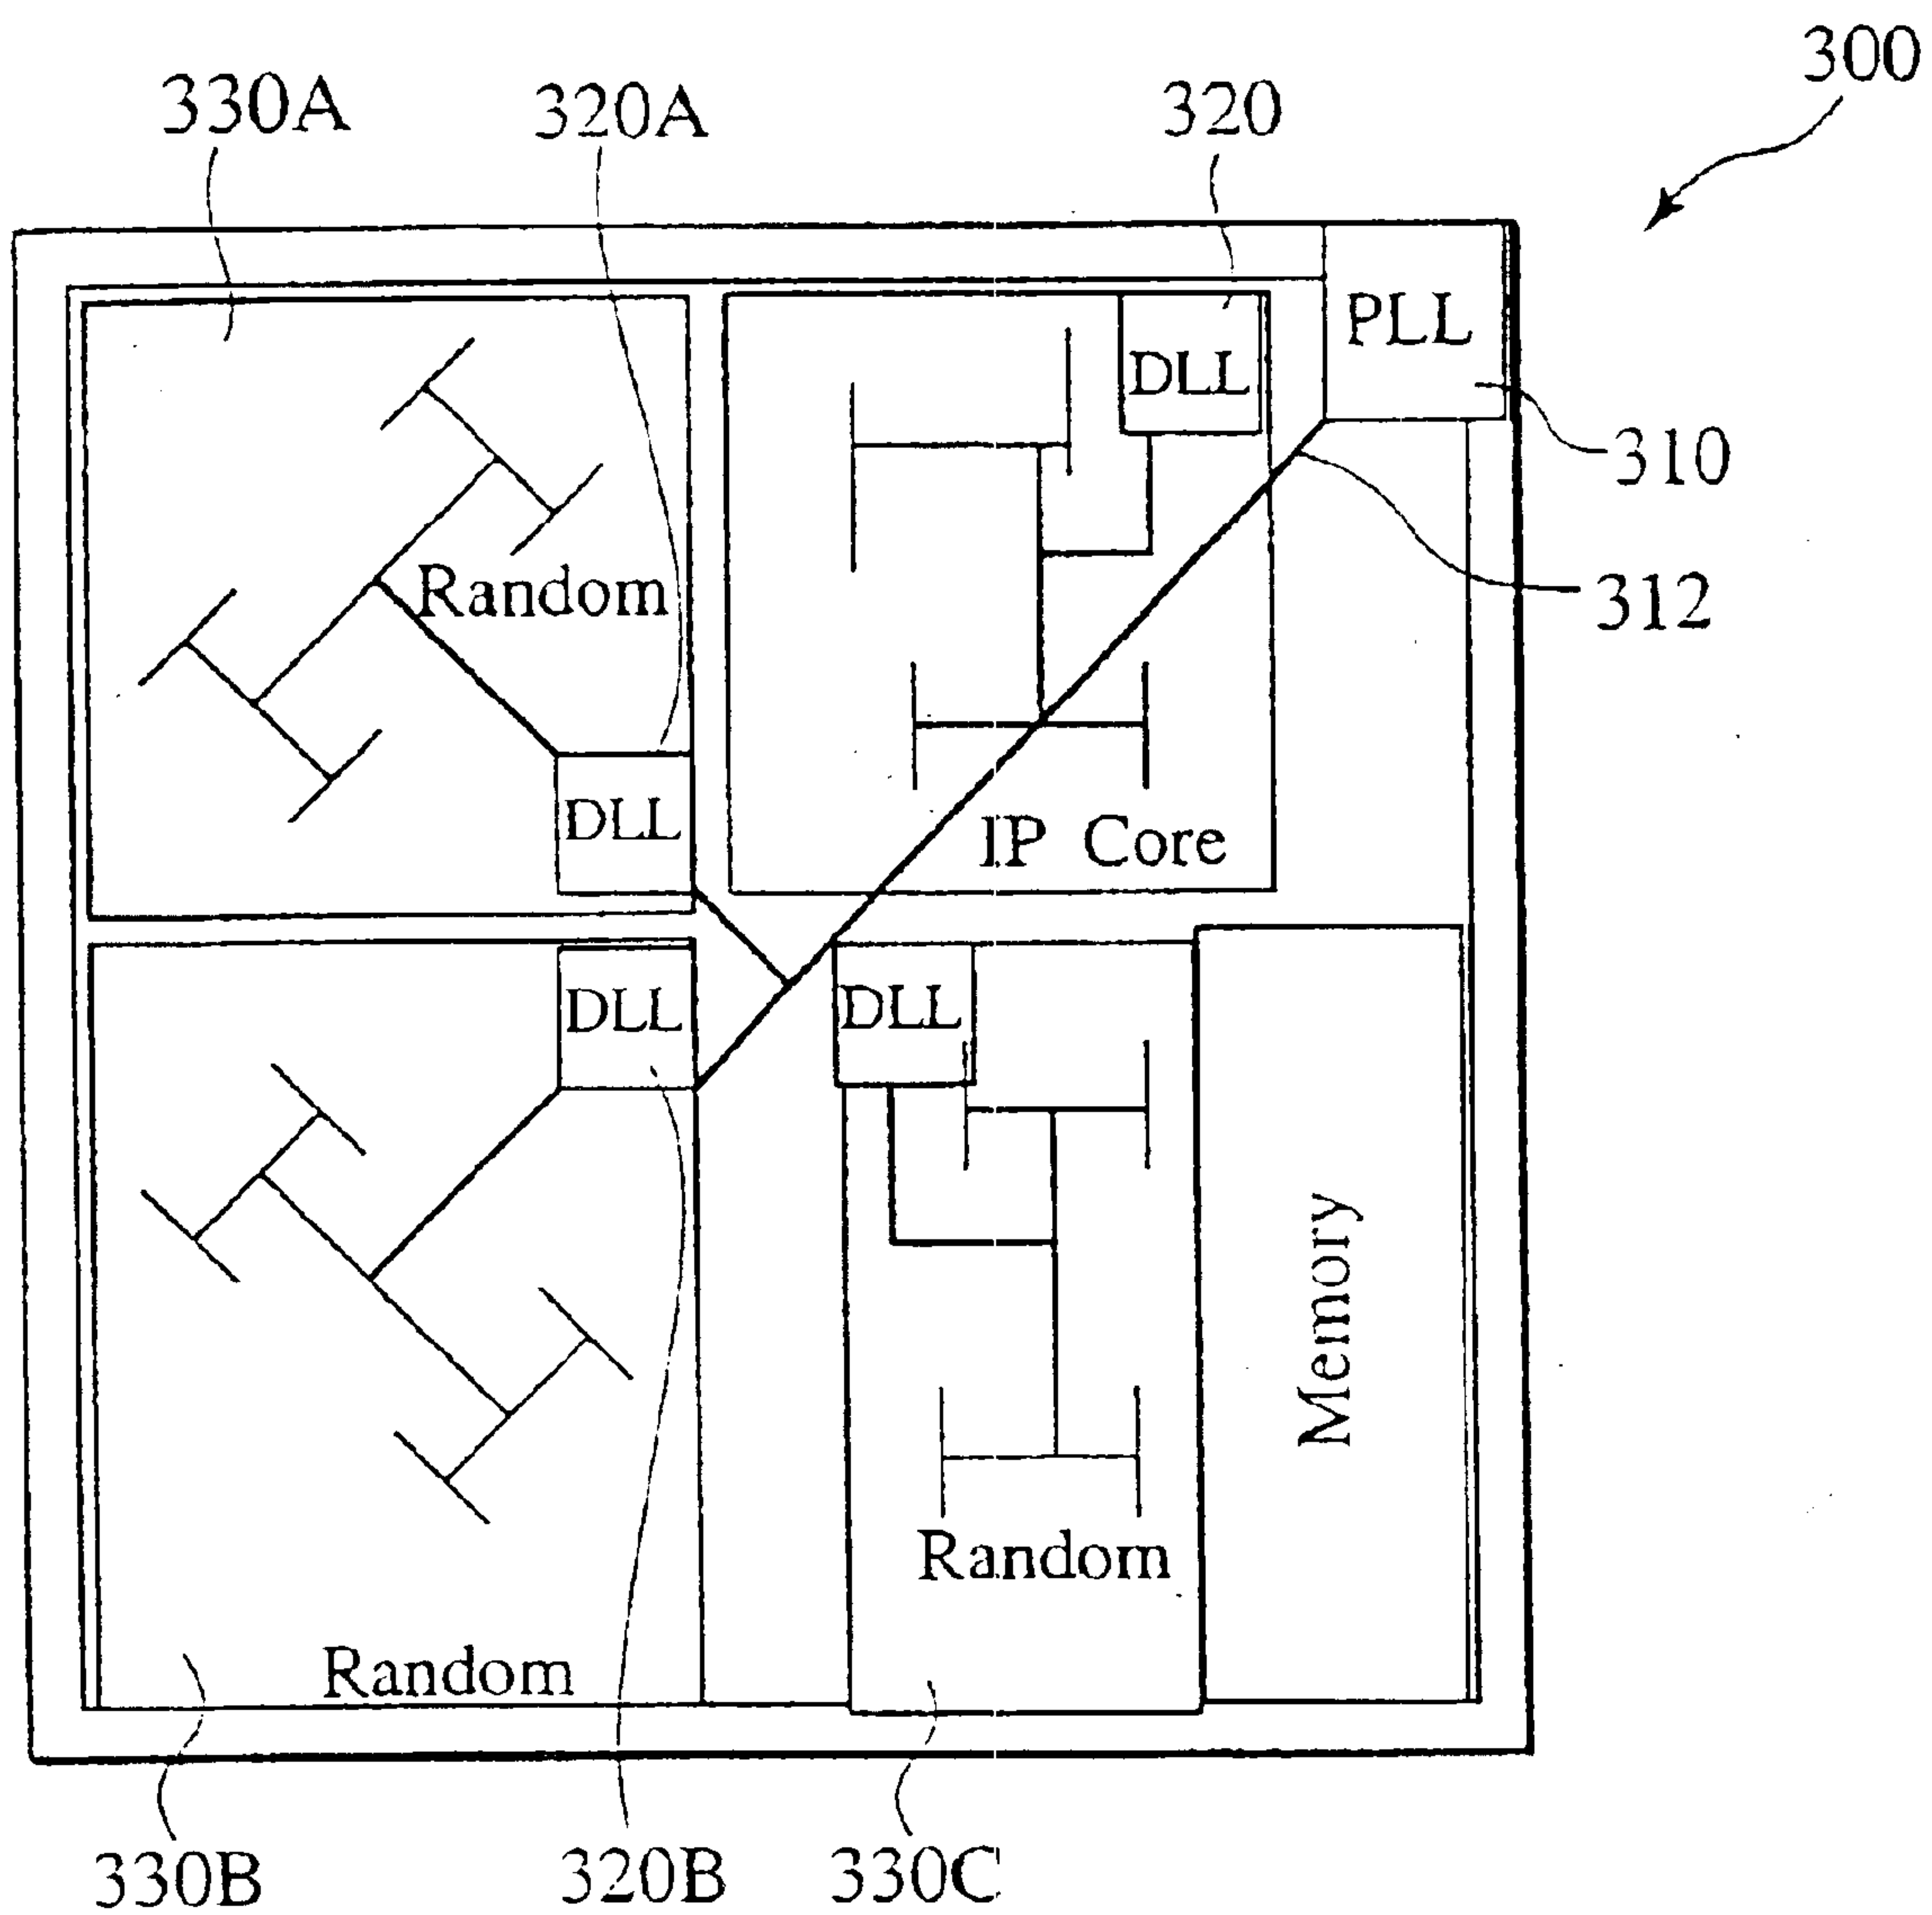 300
330A 320A 320
PLL
DLL
310
Random
312
DLL
IP Core
DLL
DLL
Memory
Random
Random
330B 320B 330C